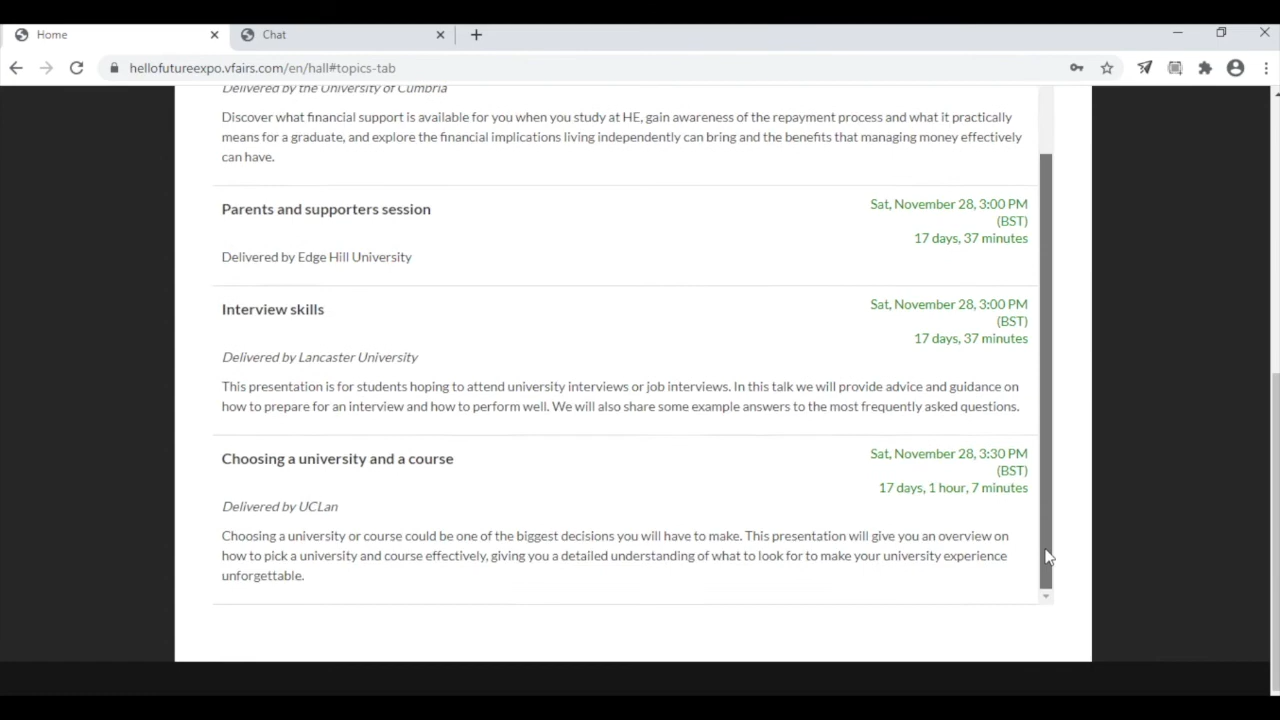 Home
Chat
hellofutureexpo.vfairs.com/en/hall#topics-tab
Delivered by the University of Cumbria
Discover what financial support is available for you when you study at HE, gain awareness of the repayment process and what it practically
means for a graduate, and explore the financial implications living independently can bring and the benefits that managing money effectively
can have.
Parents and supporters session
Sat, November 28, 3:00 PM
(BST)
17 days, 37 minutes
Delivered by Edge Hill University
Interview skills
Sat, November 28, 3:00 PM
(BST)
17 days, 37 minutes
Delivered by Lancaster University
This presentation is for students hoping to attend university interviews or job interviews. In this talk we will provide advice and guidance on
how to prepare for an interview and how to perform well. We will also share some example answers to the most frequently asked questions.
Choosing a university and a course
Sat, November 28, 3:30 PM
(BST)
17 days, 1 hour, 7 minutes
Delivered by UCLan
Choosing a university or course could be one of the biggest decisions you will have to make. This presentation will give you an overview on
how to pick a university and course effectively, giving you a detailed understanding of what to look for to make your university experience
unforgettable.